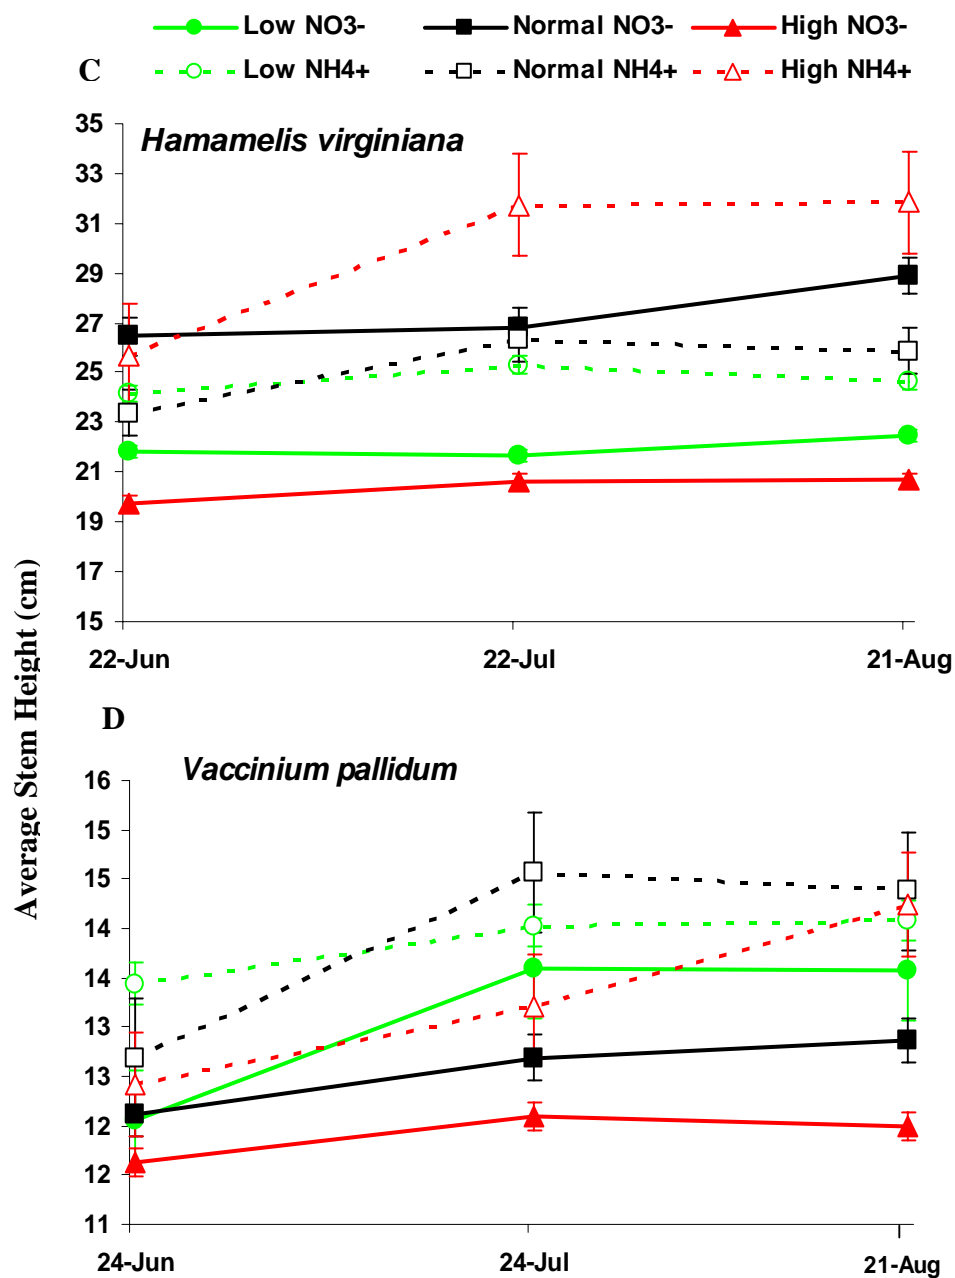 Low NO3- Normal NO3- High NO3-
C Low NH4+ Normal NH4+ High NH4+
Hamamelis virginiana
35
33
31
29
27
25
23
21
19
17
15
22-Jun 22-Jul 21-Aug
Average Stem Height (cm)
D
Vaccinium pallidum
16
15
15
14
14
13
13
12
12
11
24-Jun 24-Jul 21-Aug